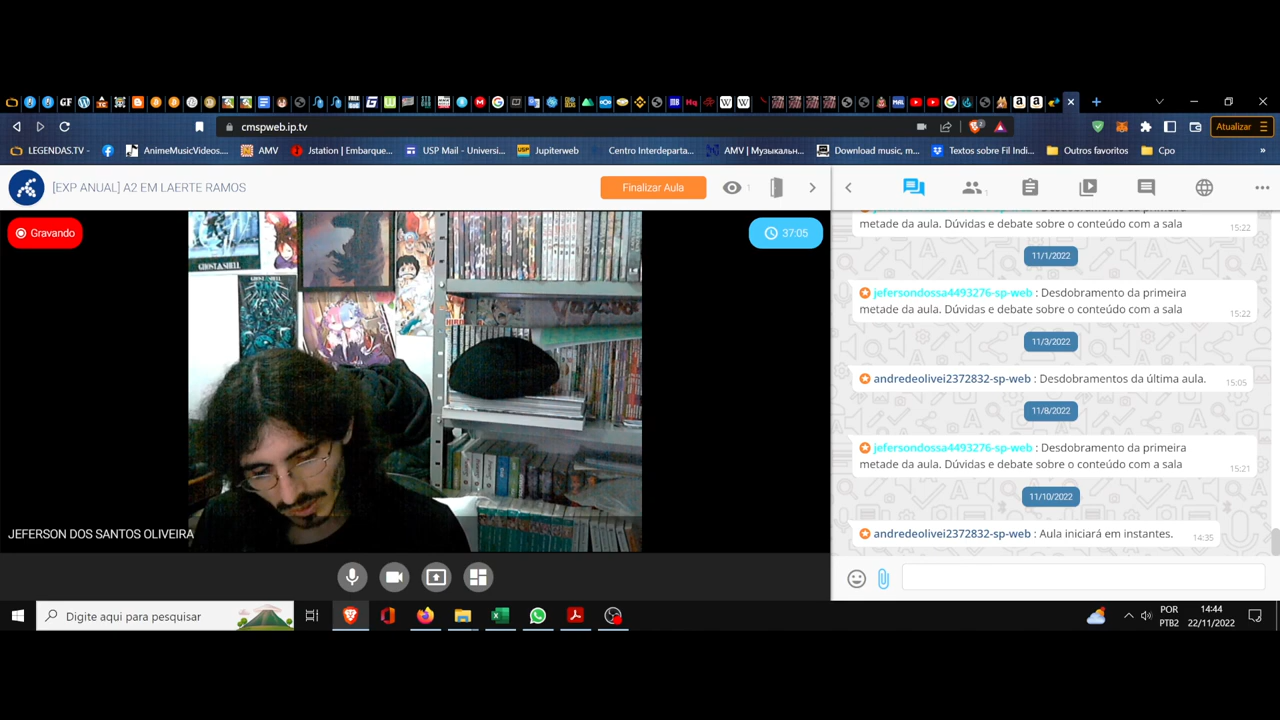 cmspweb.ip.tv
Atualizar
LEGENDAS.TV -
AnimeMusicVideos...
AMV
Jstation | Embarque...
USP Mail - Universi...
Jupiterweb
Centro Interdeparta...
AMV | Музыкальн...
Download music, m...
Textos sobre Fil Indi...
Outros favoritos
Cpo
[EXP ANUAL] A2 EM LAERTE RAMOS
Finalizar Aula
1
1
Gravando
37:05
GHOST IN THE SHELL
JEFERSON DOS SANTOS OLIVEIRA
metade da aula. Dúvidas e debate sobre o conteúdo com a sala
15:22
11/1/2022
jefersondossa4493276-sp-web : Desdobramento da primeira
metade da aula. Dúvidas e debate sobre o conteúdo com a sala
15:22
11/3/2022
andredeolivei2372832-sp-web : Desdobramentos da última aula.
15:05
11/8/2022
jefersondossa4493276-sp-web : Desdobramento da primeira
metade da aula. Dúvidas e debate sobre o conteúdo com a sala
15:21
11/10/2022
andredeolivei2372832-sp-web : Aula iniciará em instantes.
14:35
Digite aqui para pesquisar
POR
PTB2
14:44
22/11/2022